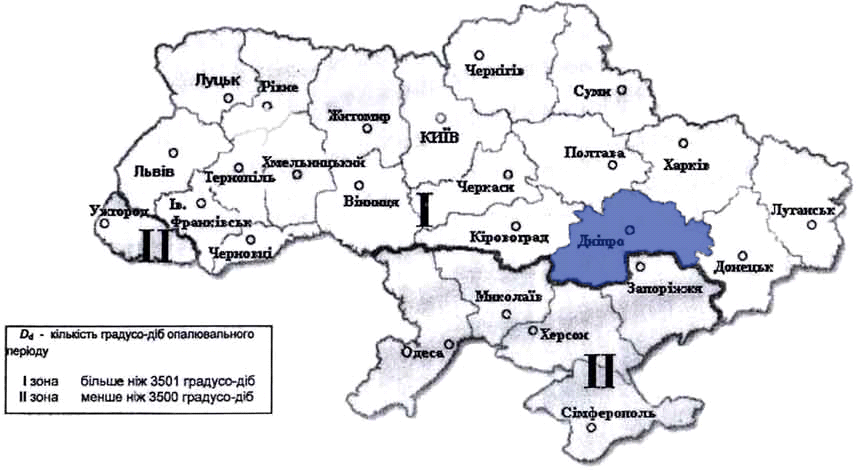 Чернігів
Луцьк
Рівне
Суми
Житомир
КИЇВ
Полтава
Харків
Львів
Тернопіль
Хмельницький
Черкаси
Вінниця
Ів.
Франківськ
Ужгород
I
Луганськ
Кіровоград
Дніпро
II
Чернoвці
Донецьк
Запоріжжя
Миколаїв
Херсон
Одеса
II
Сімферополь
Dd - кількість градусо-діб опалювального
періоду
I зона більше ніж 3501 градусо-діб
II зона менше ніж 3500 градусо-діб